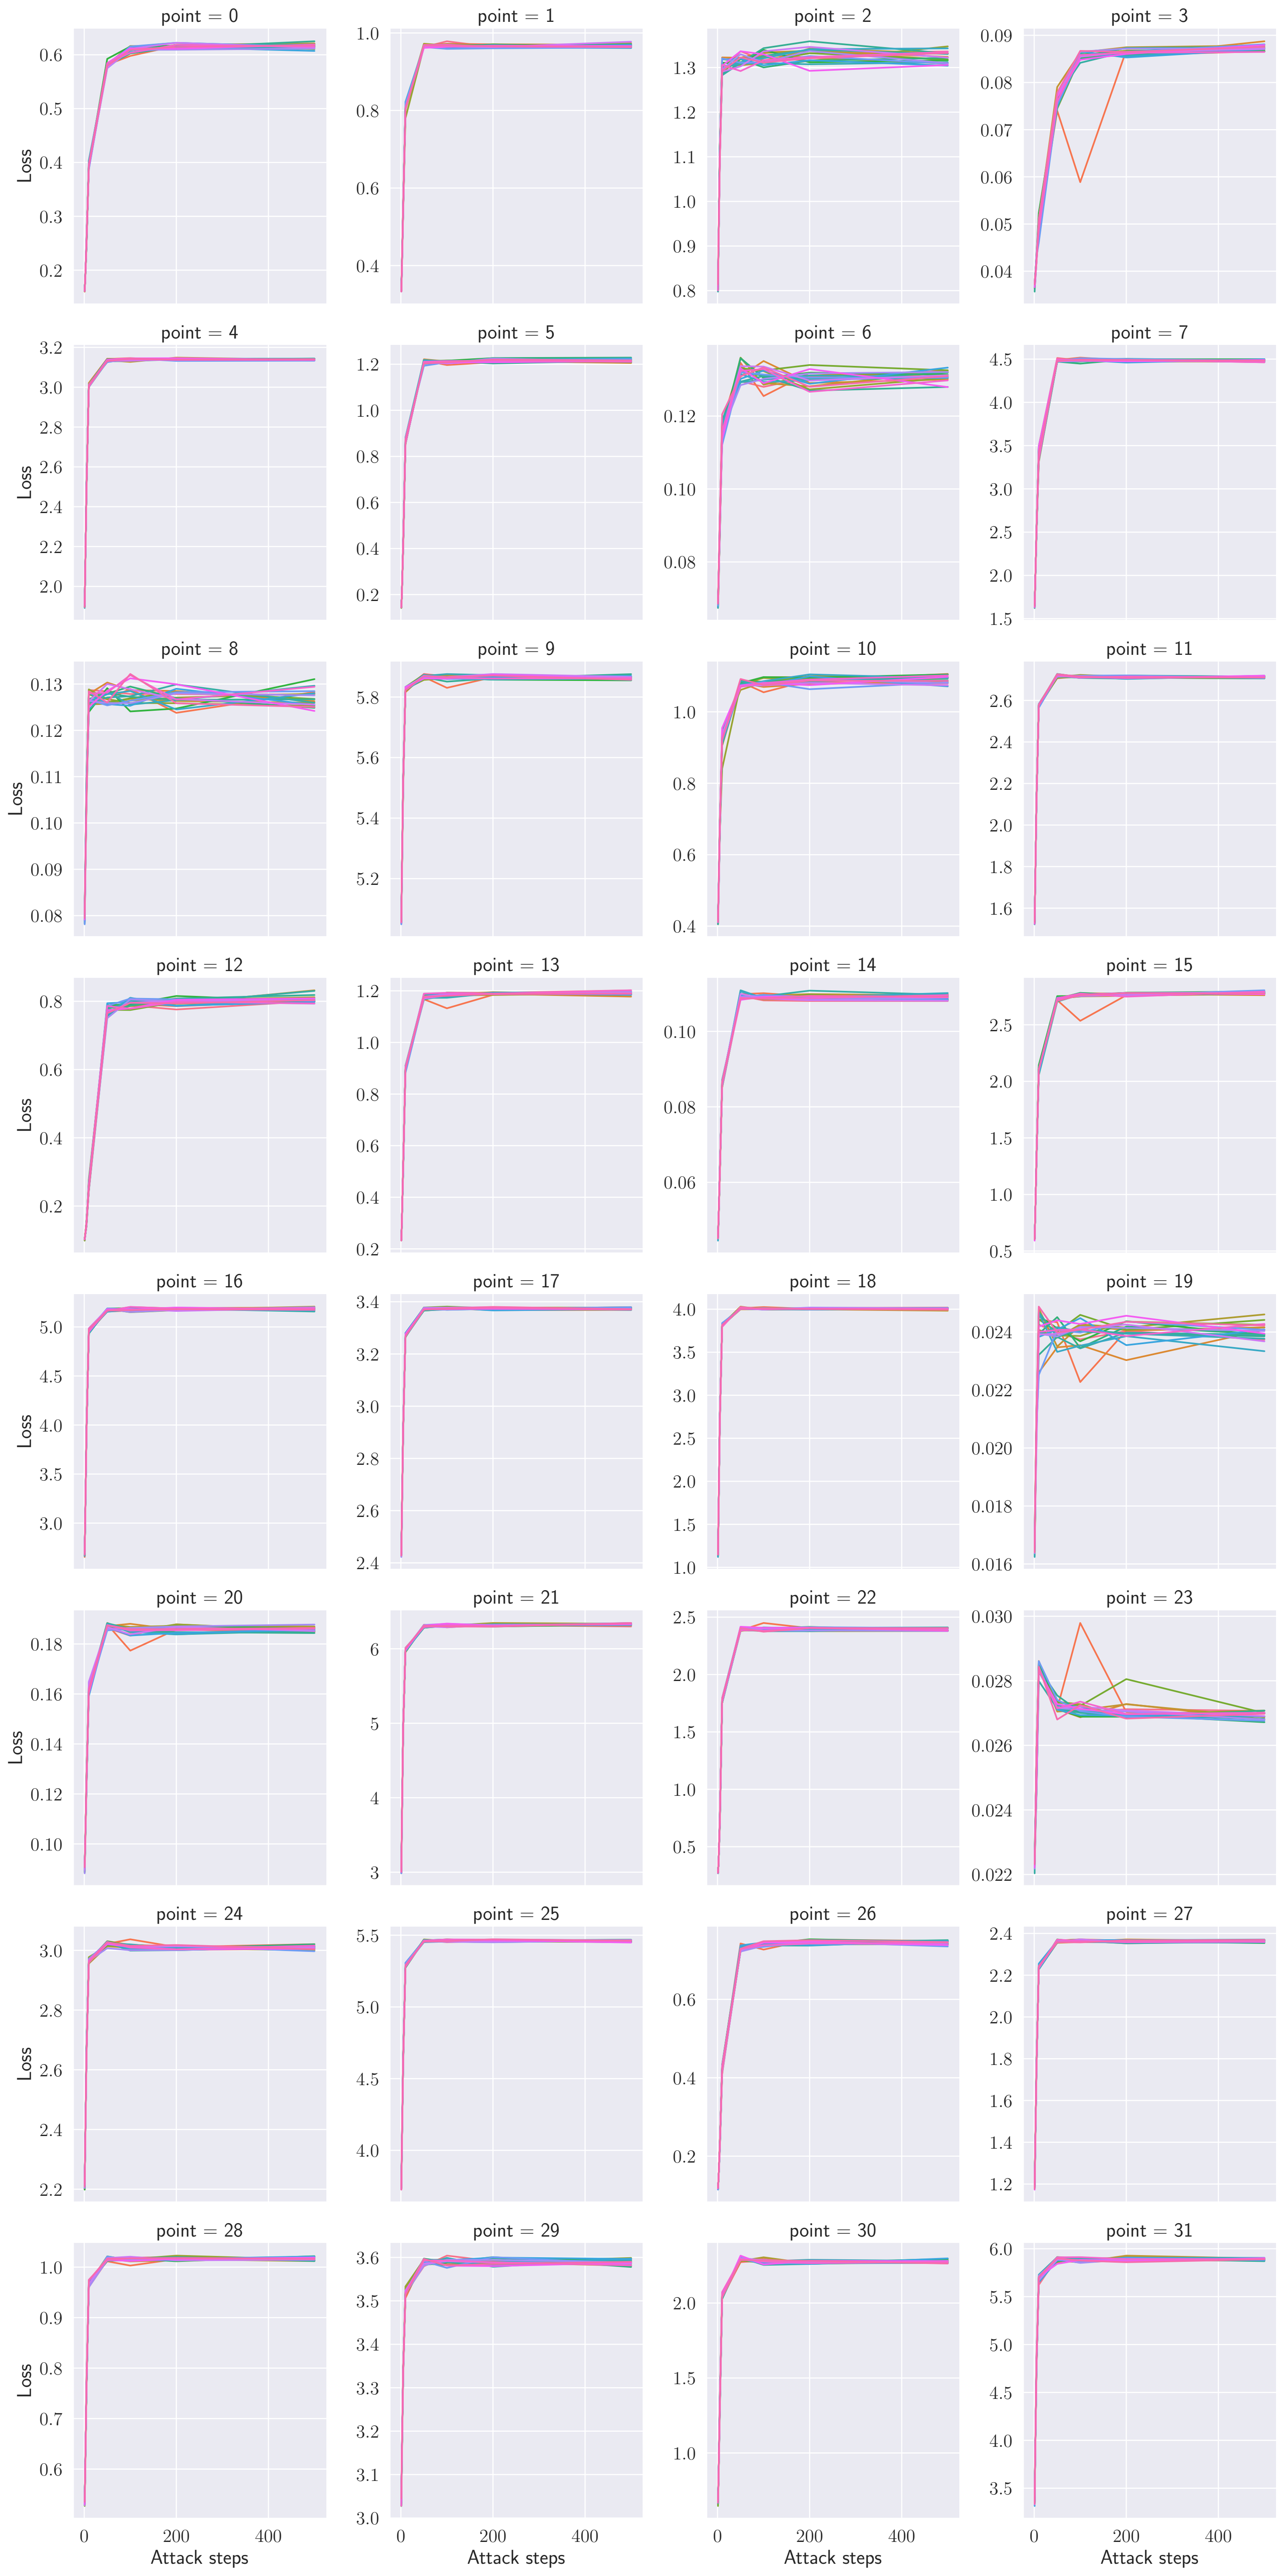 point = 0 point = 1 point = 2 point = 3
Loss
0.6 0.5 0.4 0.3 0.2
1.0 0.8 0.6 0.4
1.3 1.2 1.1 1.0 0.9 0.8
0.09 0.08 0.07 0.06 0.05 0.04
point = 4 point = 5 point = 6 point = 7
Loss
3.2 3.0 2.8 2.6 2.4 2.2 2.0
1.2 1.0 0.8 0.6 0.4 0.2
0.12 0.10 0.08
4.5 4.0 3.5 3.0 2.5 2.0 1.5
point = 8 point = 9 point = 10 point = 11
Loss
0.13 0.12 0.11 0.10 0.09 0.08
5.8 5.6 5.4 5.2
1.0 0.8 0.6 0.4
2.6 2.4 2.2 2.0 1.8 1.6
point = 12 point = 13 point = 14 point = 15
Loss
0.8 0.6 0.4 0.2
1.2 1.0 0.8 0.6 0.4 0.2
0.10 0.08 0.06
2.5 2.0 1.5 1.0 0.5
point = 16 point = 17 point = 18 point = 19
Loss
5.0 4.5 4.0 3.5 3.0
3.4 3.2 3.0 2.8 2.6 2.4
4.0 3.5 3.0 2.5 2.0 1.5 1.0
0.024 0.022 0.020 0.018 0.016
point = 20 point = 21 point = 22 point = 23
Loss
0.18 0.16 0.14 0.12 0.10
6 5 4 3
2.5 2.0 1.5 1.0 0.5
0.030 0.028 0.026 0.024 0.022
point = 24 point = 25 point = 26 point = 27
Loss
3.0 2.8 2.6 2.4 2.2
5.5 5.0 4.5 4.0
0.6 0.4 0.2
2.4 2.2 2.0 1.8 1.6 1.4 1.2
point = 28 point = 29 point = 30 point = 31
Loss
1.0 0.9 0.8 0.7 0.6
3.6 3.5 3.4 3.3 3.2 3.1 3.0
2.0 1.5 1.0
6.0 5.5 5.0 4.5 4.0 3.5
0 200 400 0 200 400 0 200 400 0 200 400
Attack steps Attack steps Attack steps Attack steps